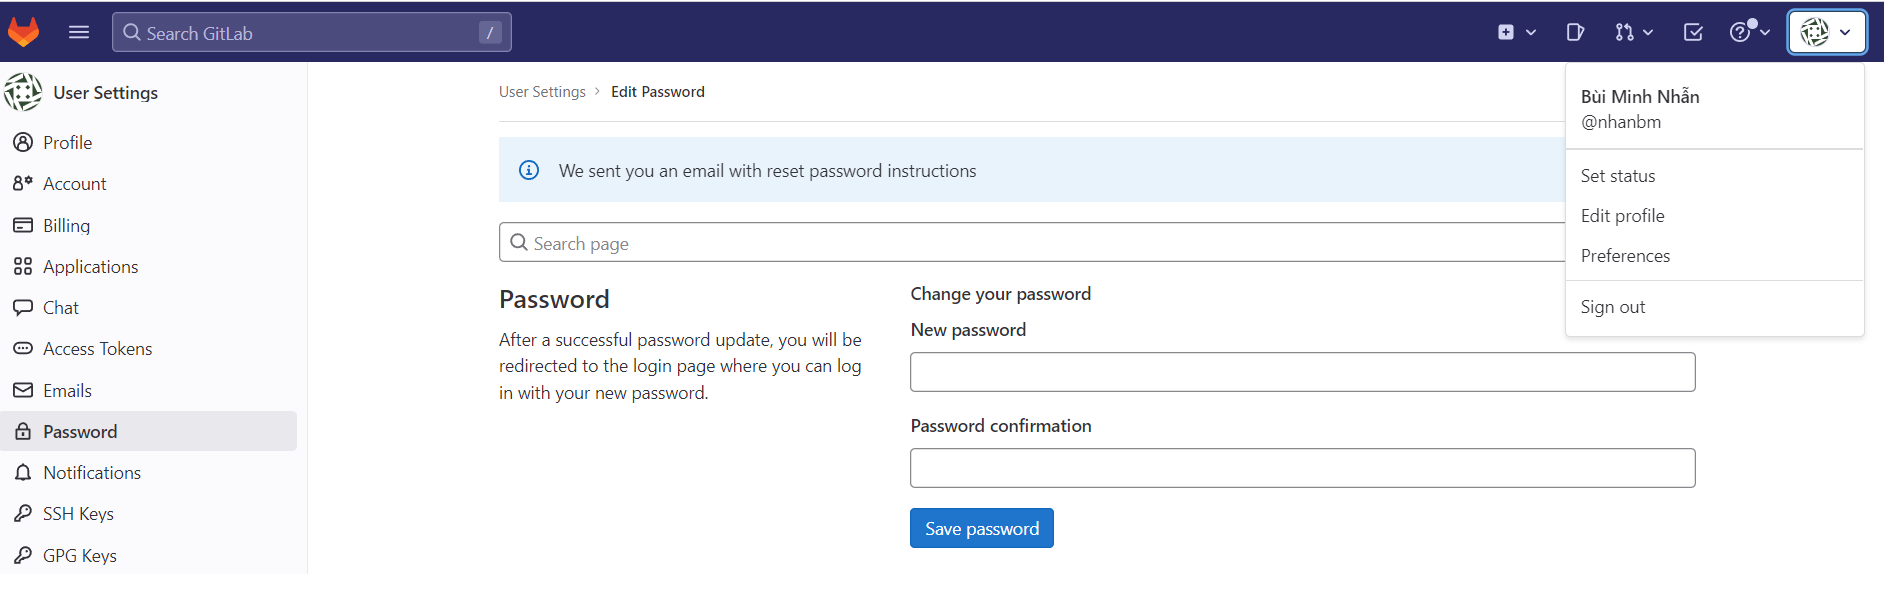 Search GitLab /
User Settings
Profile
Account
Billing
Applications
Chat
Access Tokens
Emails
Password
Notifications
SSH Keys
GPG Keys
User Settings > Edit Password
We sent you an email with reset password instructions
Search page
Password
After a successful password update, you will be
redirected to the login page where you can log
in with your new password.
Change your password
New password
Password confirmation
Save password
Bùi Minh Nhẫn
@nhanbm
Set status
Edit profile
Preferences
Sign out